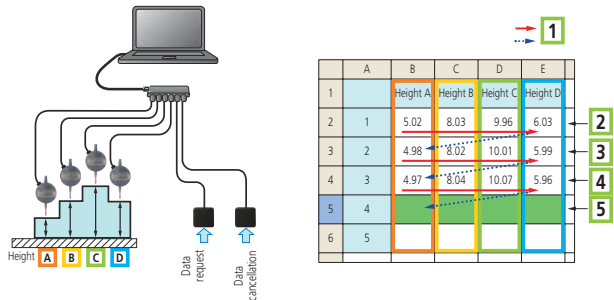 Height A B C D
Data request
Data cancellation
1
A B C D E
1 Height A Height B Height C Height D
2 1 5.02 8.03 9.96 6.03 2
3 2 4.98 8.02 10.01 5.99 3
4 3 4.97 8.04 10.07 5.96 4
5 4 5
6 5